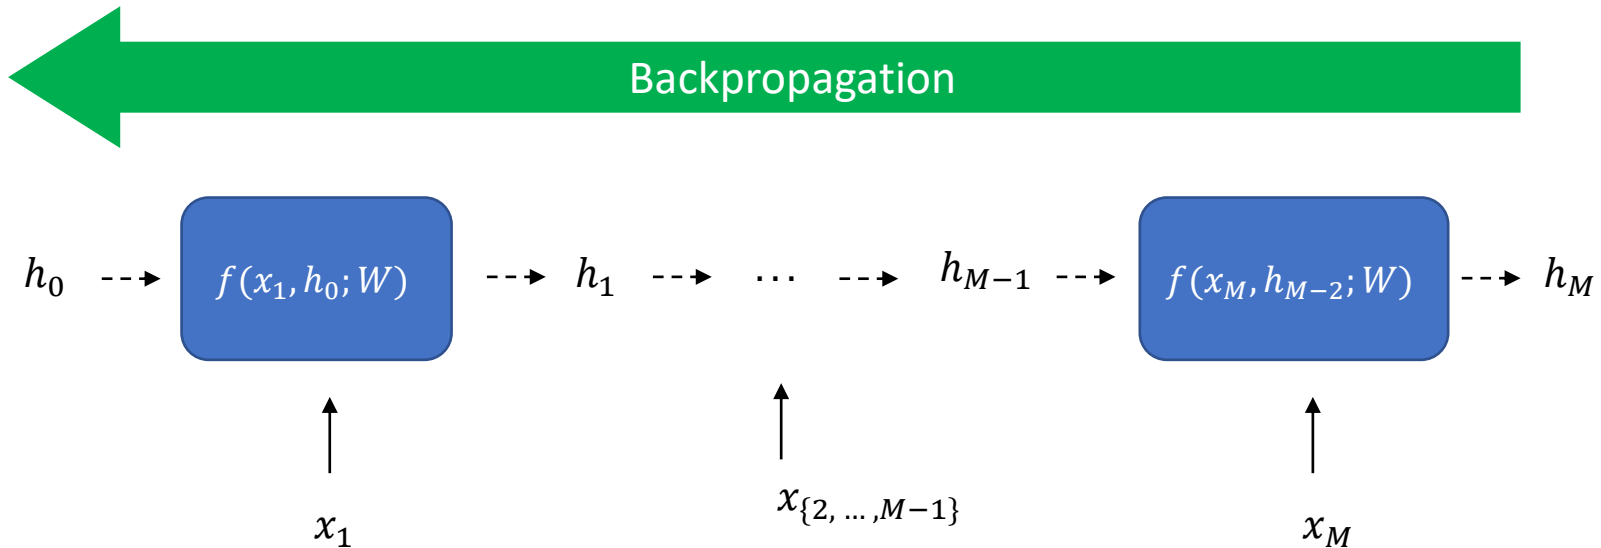 Backpropagation
h_0 f(x_1, h_0; W) h_1 ⋯ h_{M−1} f(x_M, h_{M−2}; W) h_M
x_1 x_{{2, … ,M−1}} x_M